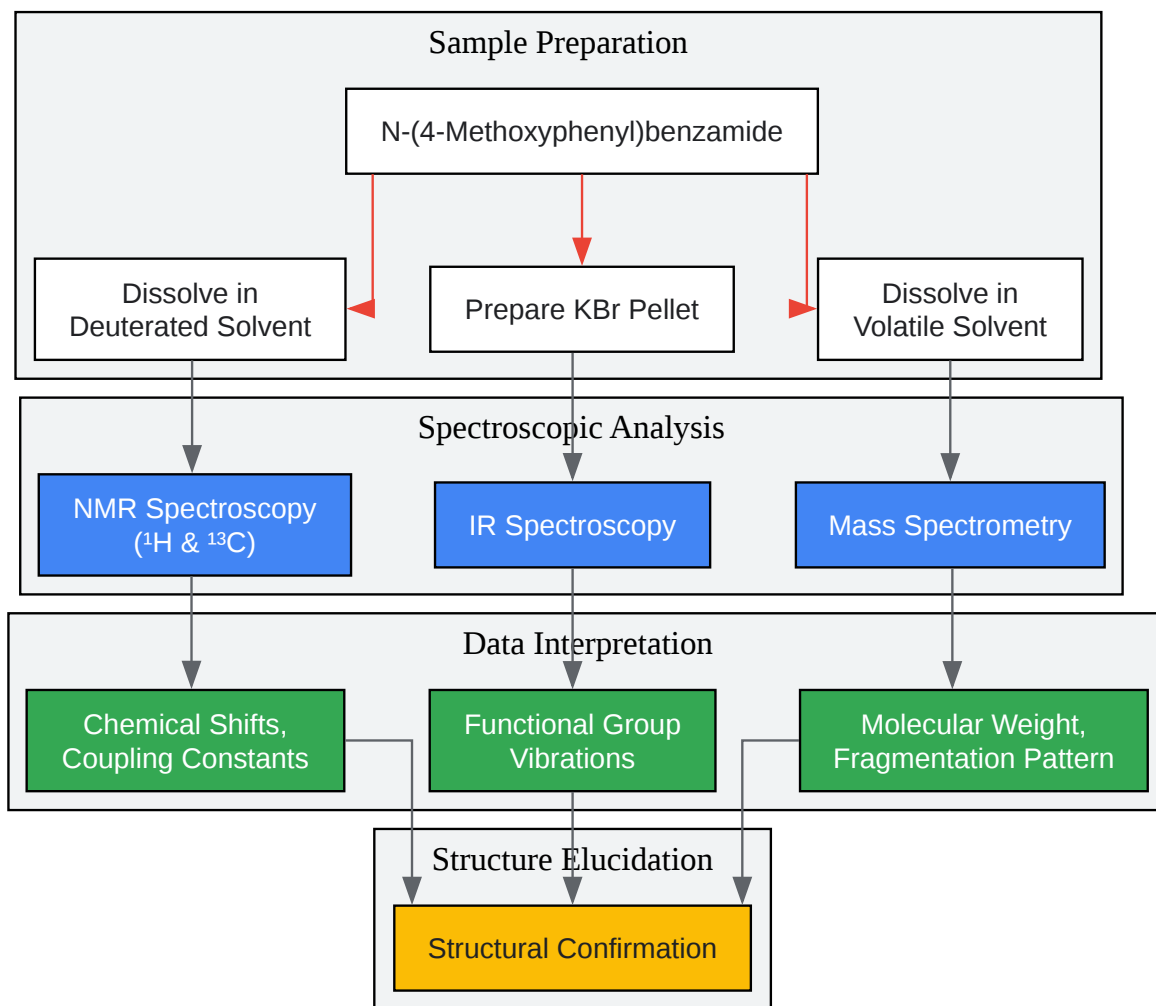 Sample Preparation
N-(4-Methoxyphenyl)benzamide
Dissolve in
Deuterated Solvent
Prepare KBr Pellet
Dissolve in
Volatile Solvent
Spectroscopic Analysis
NMR Spectroscopy
(¹H & ¹³C)
IR Spectroscopy
Mass Spectrometry
Data Interpretation
Chemical Shifts,
Coupling Constants
Functional Group
Vibrations
Molecular Weight,
Fragmentation Pattern
Structure Elucidation
Structural Confirmation